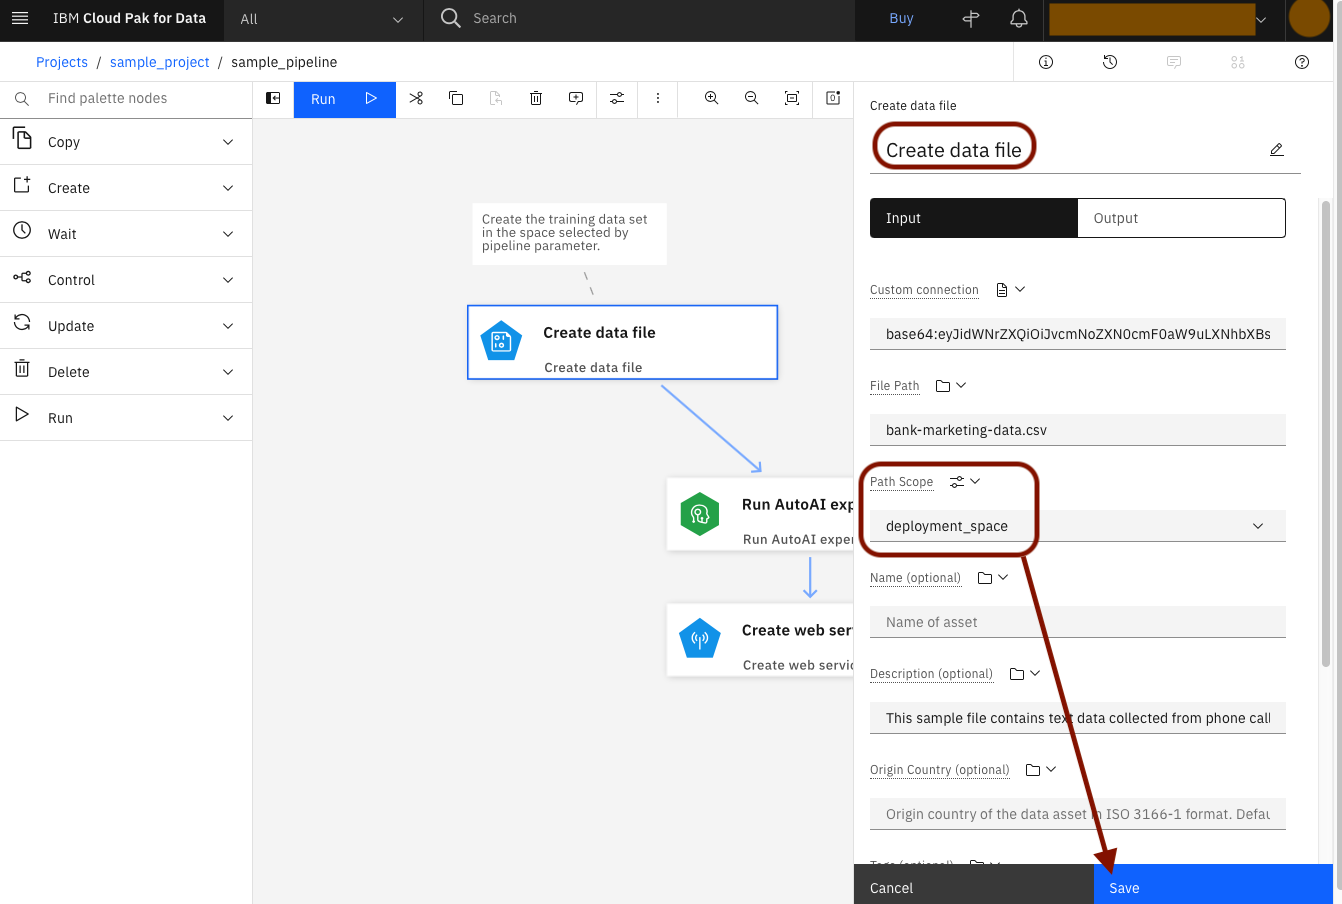 IBM Cloud Pak for Data
All
Search
Buy
Projects / sample_project / sample_pipeline
Find palette nodes
Run
Copy
Create
Wait
Control
Update
Delete
Run
Create the training data set
in the space selected by
pipeline parameter.
Create data file
Create data file
Run AutoAI exp
Run AutoAI exper
Create web ser
Create web servic
Create data file
Create data file
Input
Output
Custom connection
base64:eyJidWNrZXQiOiJvcmNoZXN0cmF0aW9uLXNhbXBs
File Path
bank-marketing-data.csv
Path Scope
deployment_space
Name (optional)
Name of asset
Description (optional)
This sample file contains text data collected from phone call
Origin Country (optional)
Origin country of the data asset in ISO 3166-1 format. Defau
Tags (optional)
Cancel
Save